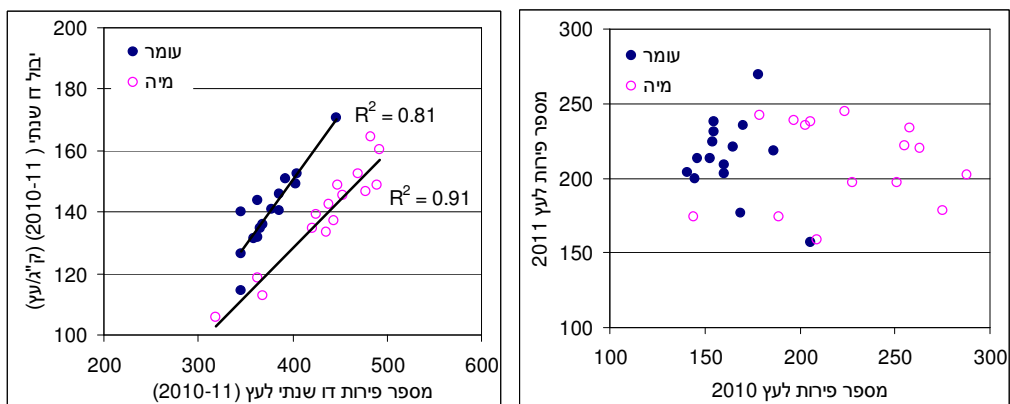 עומר
מיה
R² = 0.81
R² = 0.91
200
180
160
140
120
100
200
300
400
500
600
יבול דו שנתי (2010-11) (ק"ג/עץ)
מספר פירות דו שנתי לעץ (2010-11)
עומר
מיה
300
250
200
150
100
100
150
200
250
300
מספר פירות לעץ 2011
מספר פירות לעץ 2010